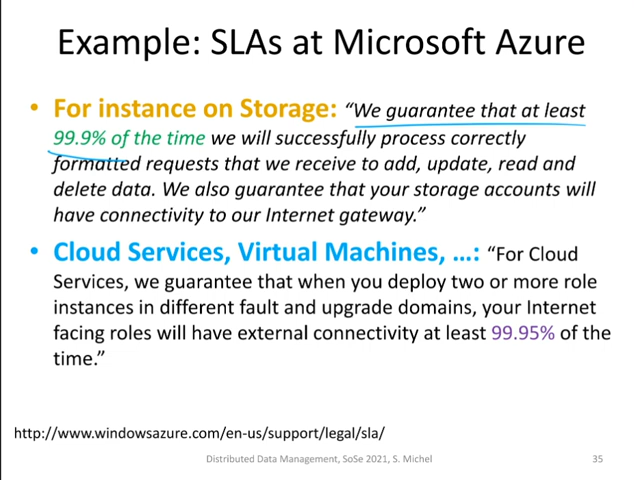 Example: SLAs at Microsoft Azure
• For instance on Storage: “We guarantee that at least
99.9% of the time we will successfully process correctly
formatted requests that we receive to add, update, read and
delete data. We also guarantee that your storage accounts will
have connectivity to our Internet gateway.”
• Cloud Services, Virtual Machines, …: “For Cloud
Services, we guarantee that when you deploy two or more role
instances in different fault and upgrade domains, your Internet
facing roles will have external connectivity at least 99.95% of the
time.”
http://www.windowsazure.com/en-us/support/legal/sla/
Distributed Data Management, SoSe 2021, S. Michel
35